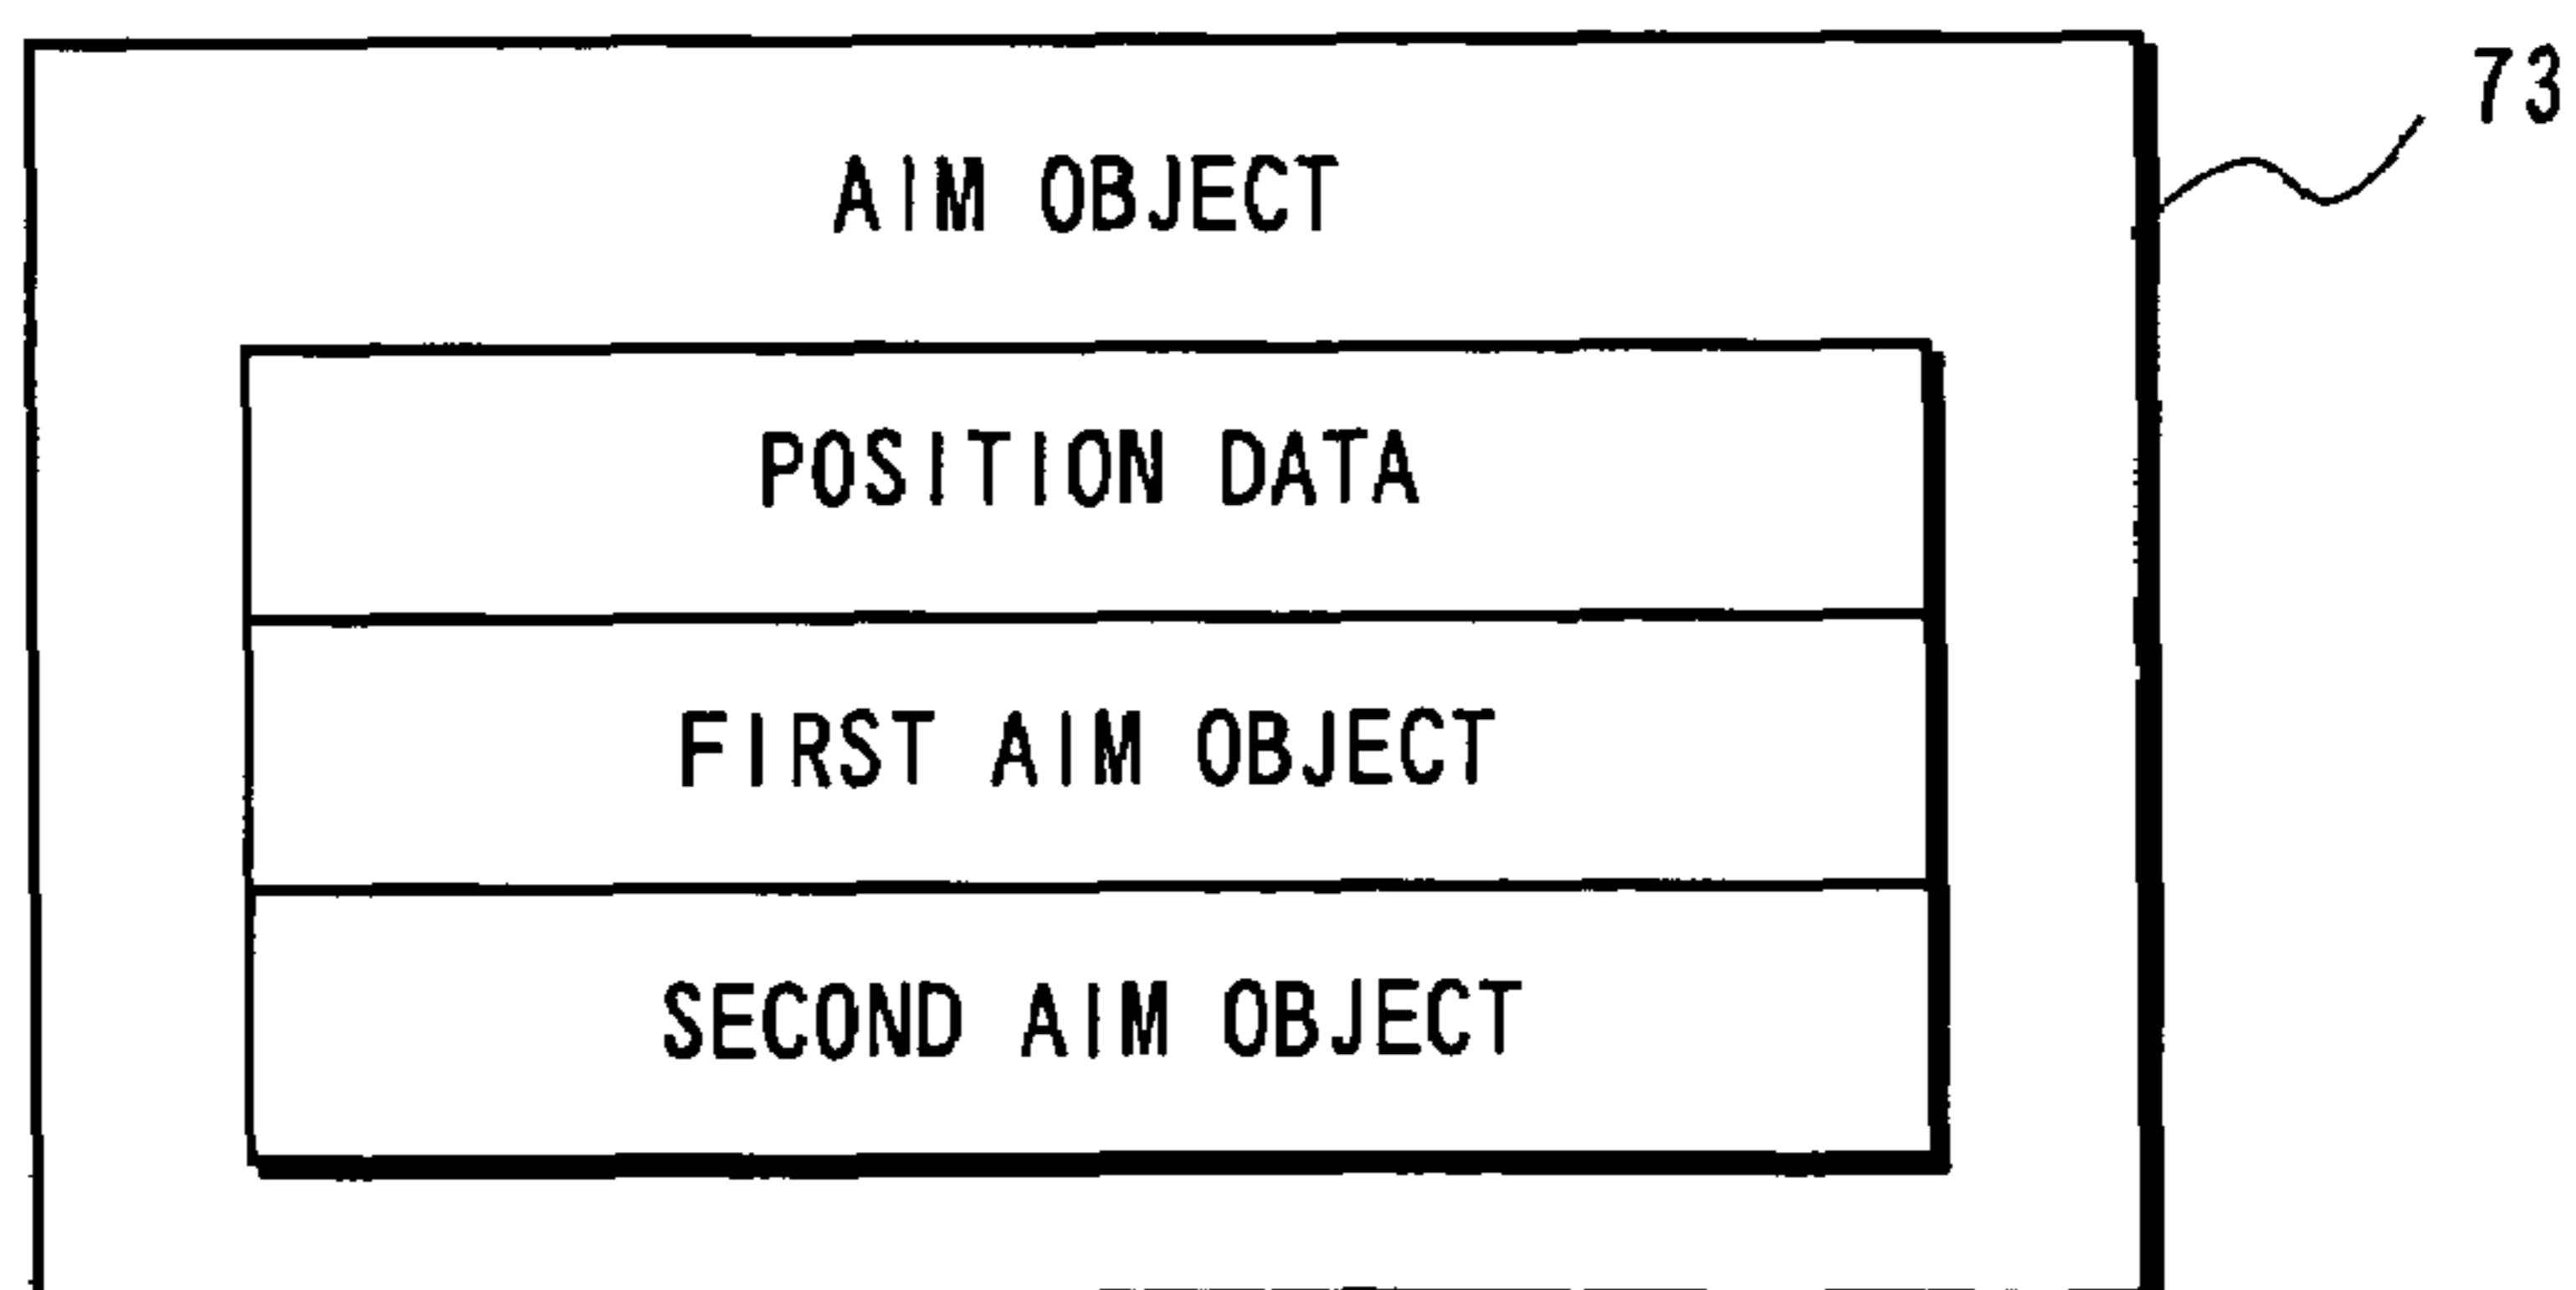 73
AIM OBJECT
POSITION DATA
FIRST AIM OBJECT
SECOND AIM OBJECT